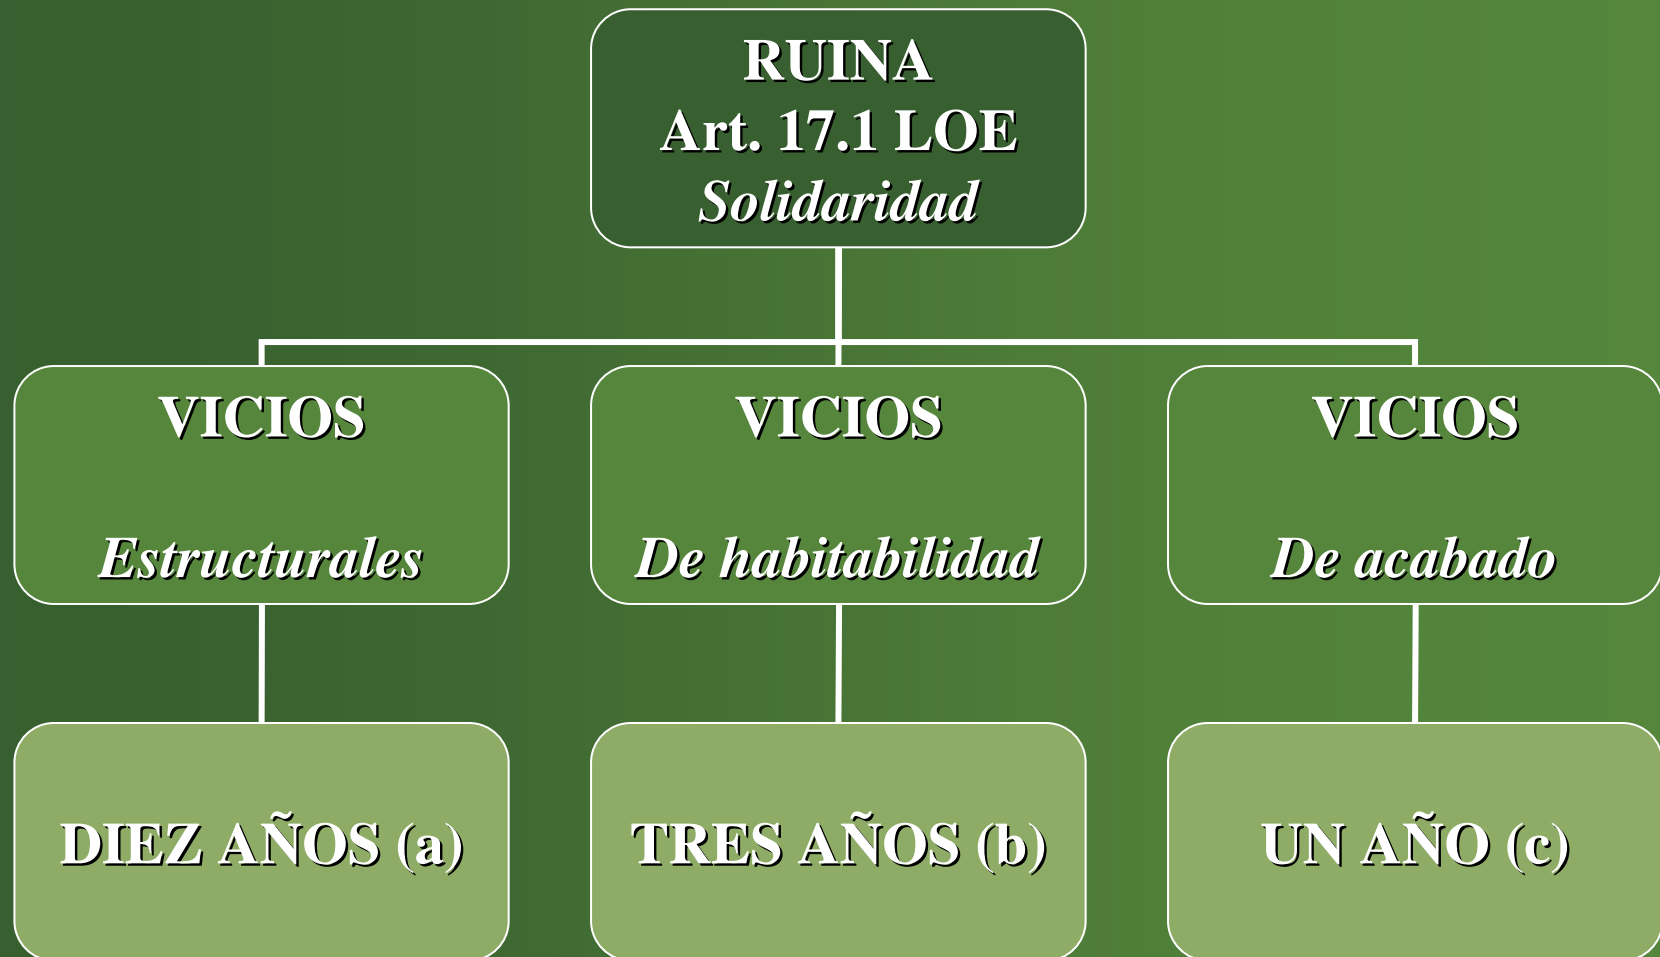 RUINA
Art. 17.1 LOE
Solidaridad
VICIOS
Estructurales
VICIOS
De habitabilidad
VICIOS
De acabado
DIEZ AÑOS (a)
TRES AÑOS (b)
UN AÑO (c)